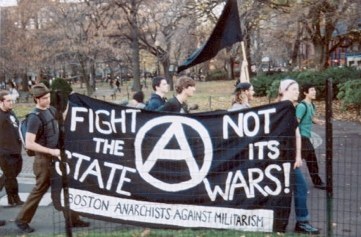 FIGHT NOT
THE ITS
STATE WARS!
BOSTON ANARCHISTS AGAINST MILITARISM